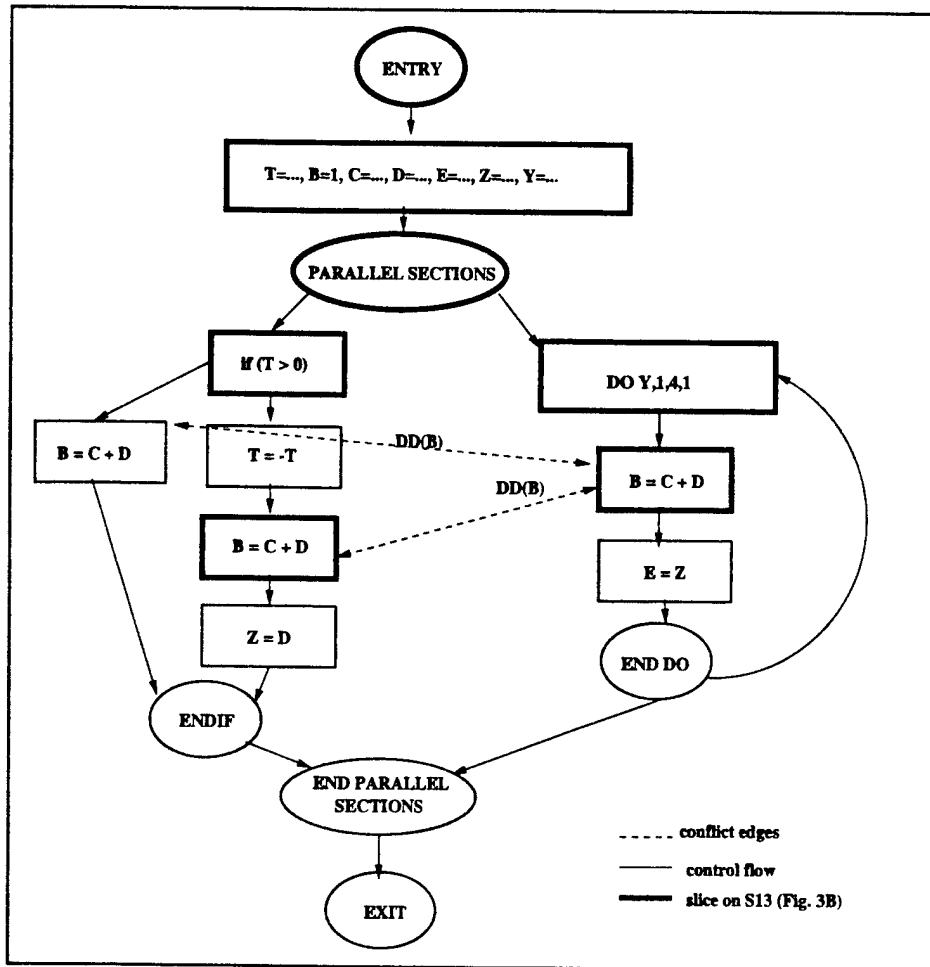 ENTRY
T=..., B=1, C=..., D=..., E=..., Z=..., Y=...
PARALLEL SECTIONS
if (T > 0)
DO Y,1,4,1
B = C + D
T = -T
DD(B)
B = C + D
DD(B)
B = C + D
E = Z
Z = D
END DO
ENDIF
END PARALLEL
SECTIONS
conflict edges
control flow
EXIT
slice on S13 (Fig. 3B)